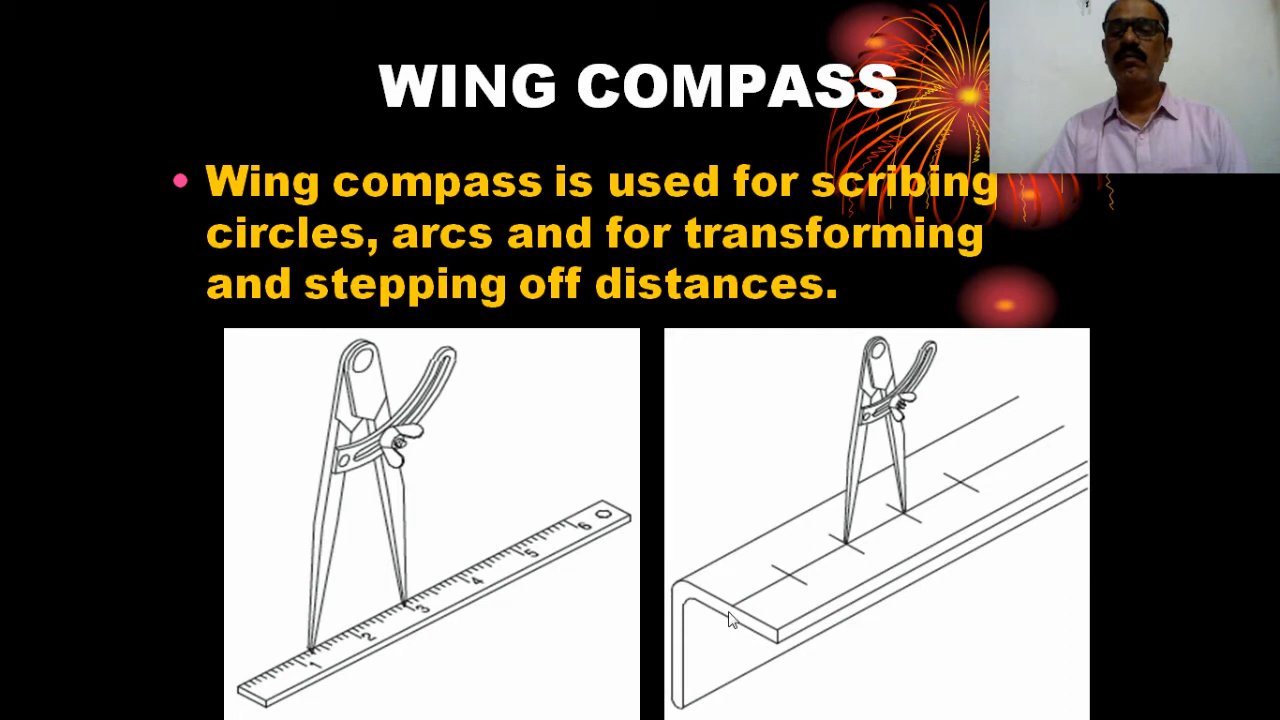 WING COMPASS
• Wing compass is used for scribing
circles, arcs and for transforming
and stepping off distances.
1 2 3 4 5 6